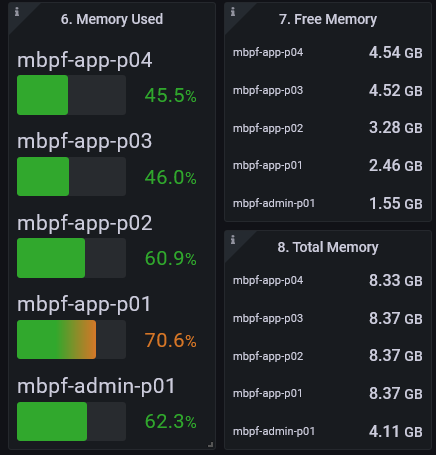 6. Memory Used
mbpf-app-p04
45.5%
mbpf-app-p03
46.0%
mbpf-app-p02
60.9%
mbpf-app-p01
70.6%
mbpf-admin-p01
62.3%
7. Free Memory
mbpf-app-p04 4.54 GB
mbpf-app-p03 4.52 GB
mbpf-app-p02 3.28 GB
mbpf-app-p01 2.46 GB
mbpf-admin-p01 1.55 GB
8. Total Memory
mbpf-app-p04 8.33 GB
mbpf-app-p03 8.37 GB
mbpf-app-p02 8.37 GB
mbpf-app-p01 8.37 GB
mbpf-admin-p01 4.11 GB